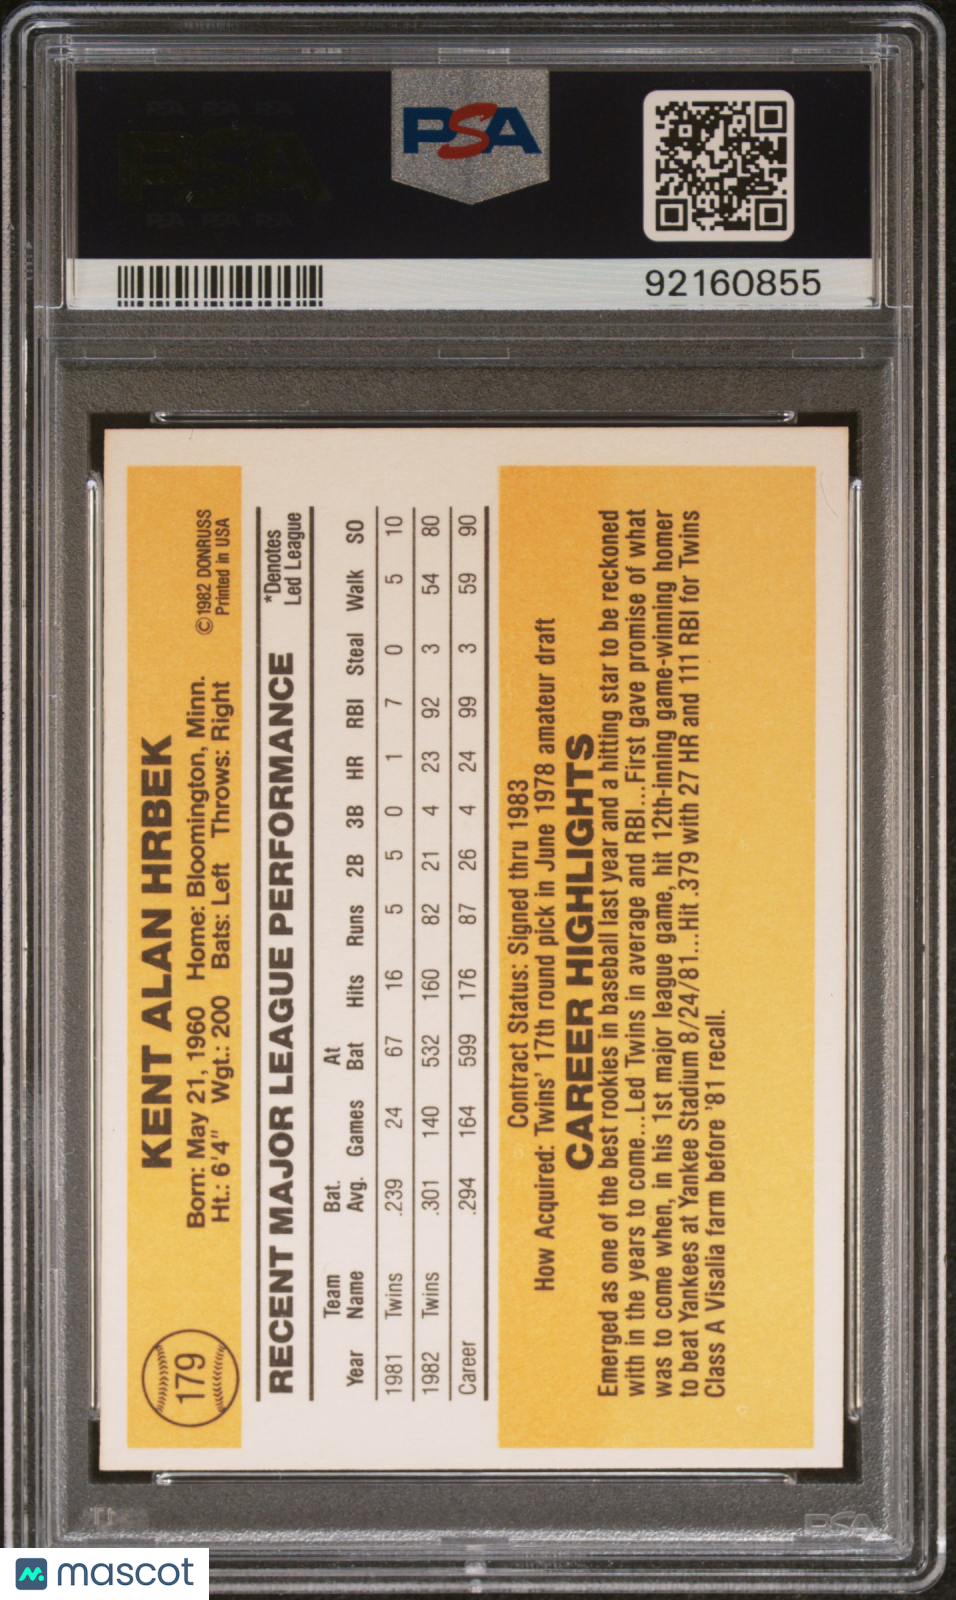 PSA
92160855
179
KENT ALAN HRBEK
Born: May 21, 1960 Home: Bloomington, Minn.
Ht.: 6'4" Wgt.: 200 Bats: Left Throws: Right
©1982 DONRUSS
Printed in USA
RECENT MAJOR LEAGUE PERFORMANCE
*Denotes
Led League
Team Bat. At
Year Name Avg. Games Bat Hits Runs 2B 3B HR RBI Steal Walk SO
1981 Twins .239 24 67 16 5 5 0 1 7 0 5 10
1982 Twins .301 140 532 160 82 21 4 23 92 3 54 80
Career .294 164 599 176 87 26 4 24 99 3 59 90
Contract Status: Signed thru 1983
How Acquired: Twins' 17th round pick in June 1978 amateur draft
CAREER HIGHLIGHTS
Emerged as one of the best rookies in baseball last year and a hitting star to be reckoned
with in the years to come...Led Twins in average and RBI...First gave promise of what
was to come when, in his 1st major league game, hit 12th-inning game-winning homer
to beat Yankees at Yankee Stadium 8/24/81...Hit .379 with 27 HR and 111 RBI for Twins
Class A Visalia farm before '81 recall.
PSA
mascot